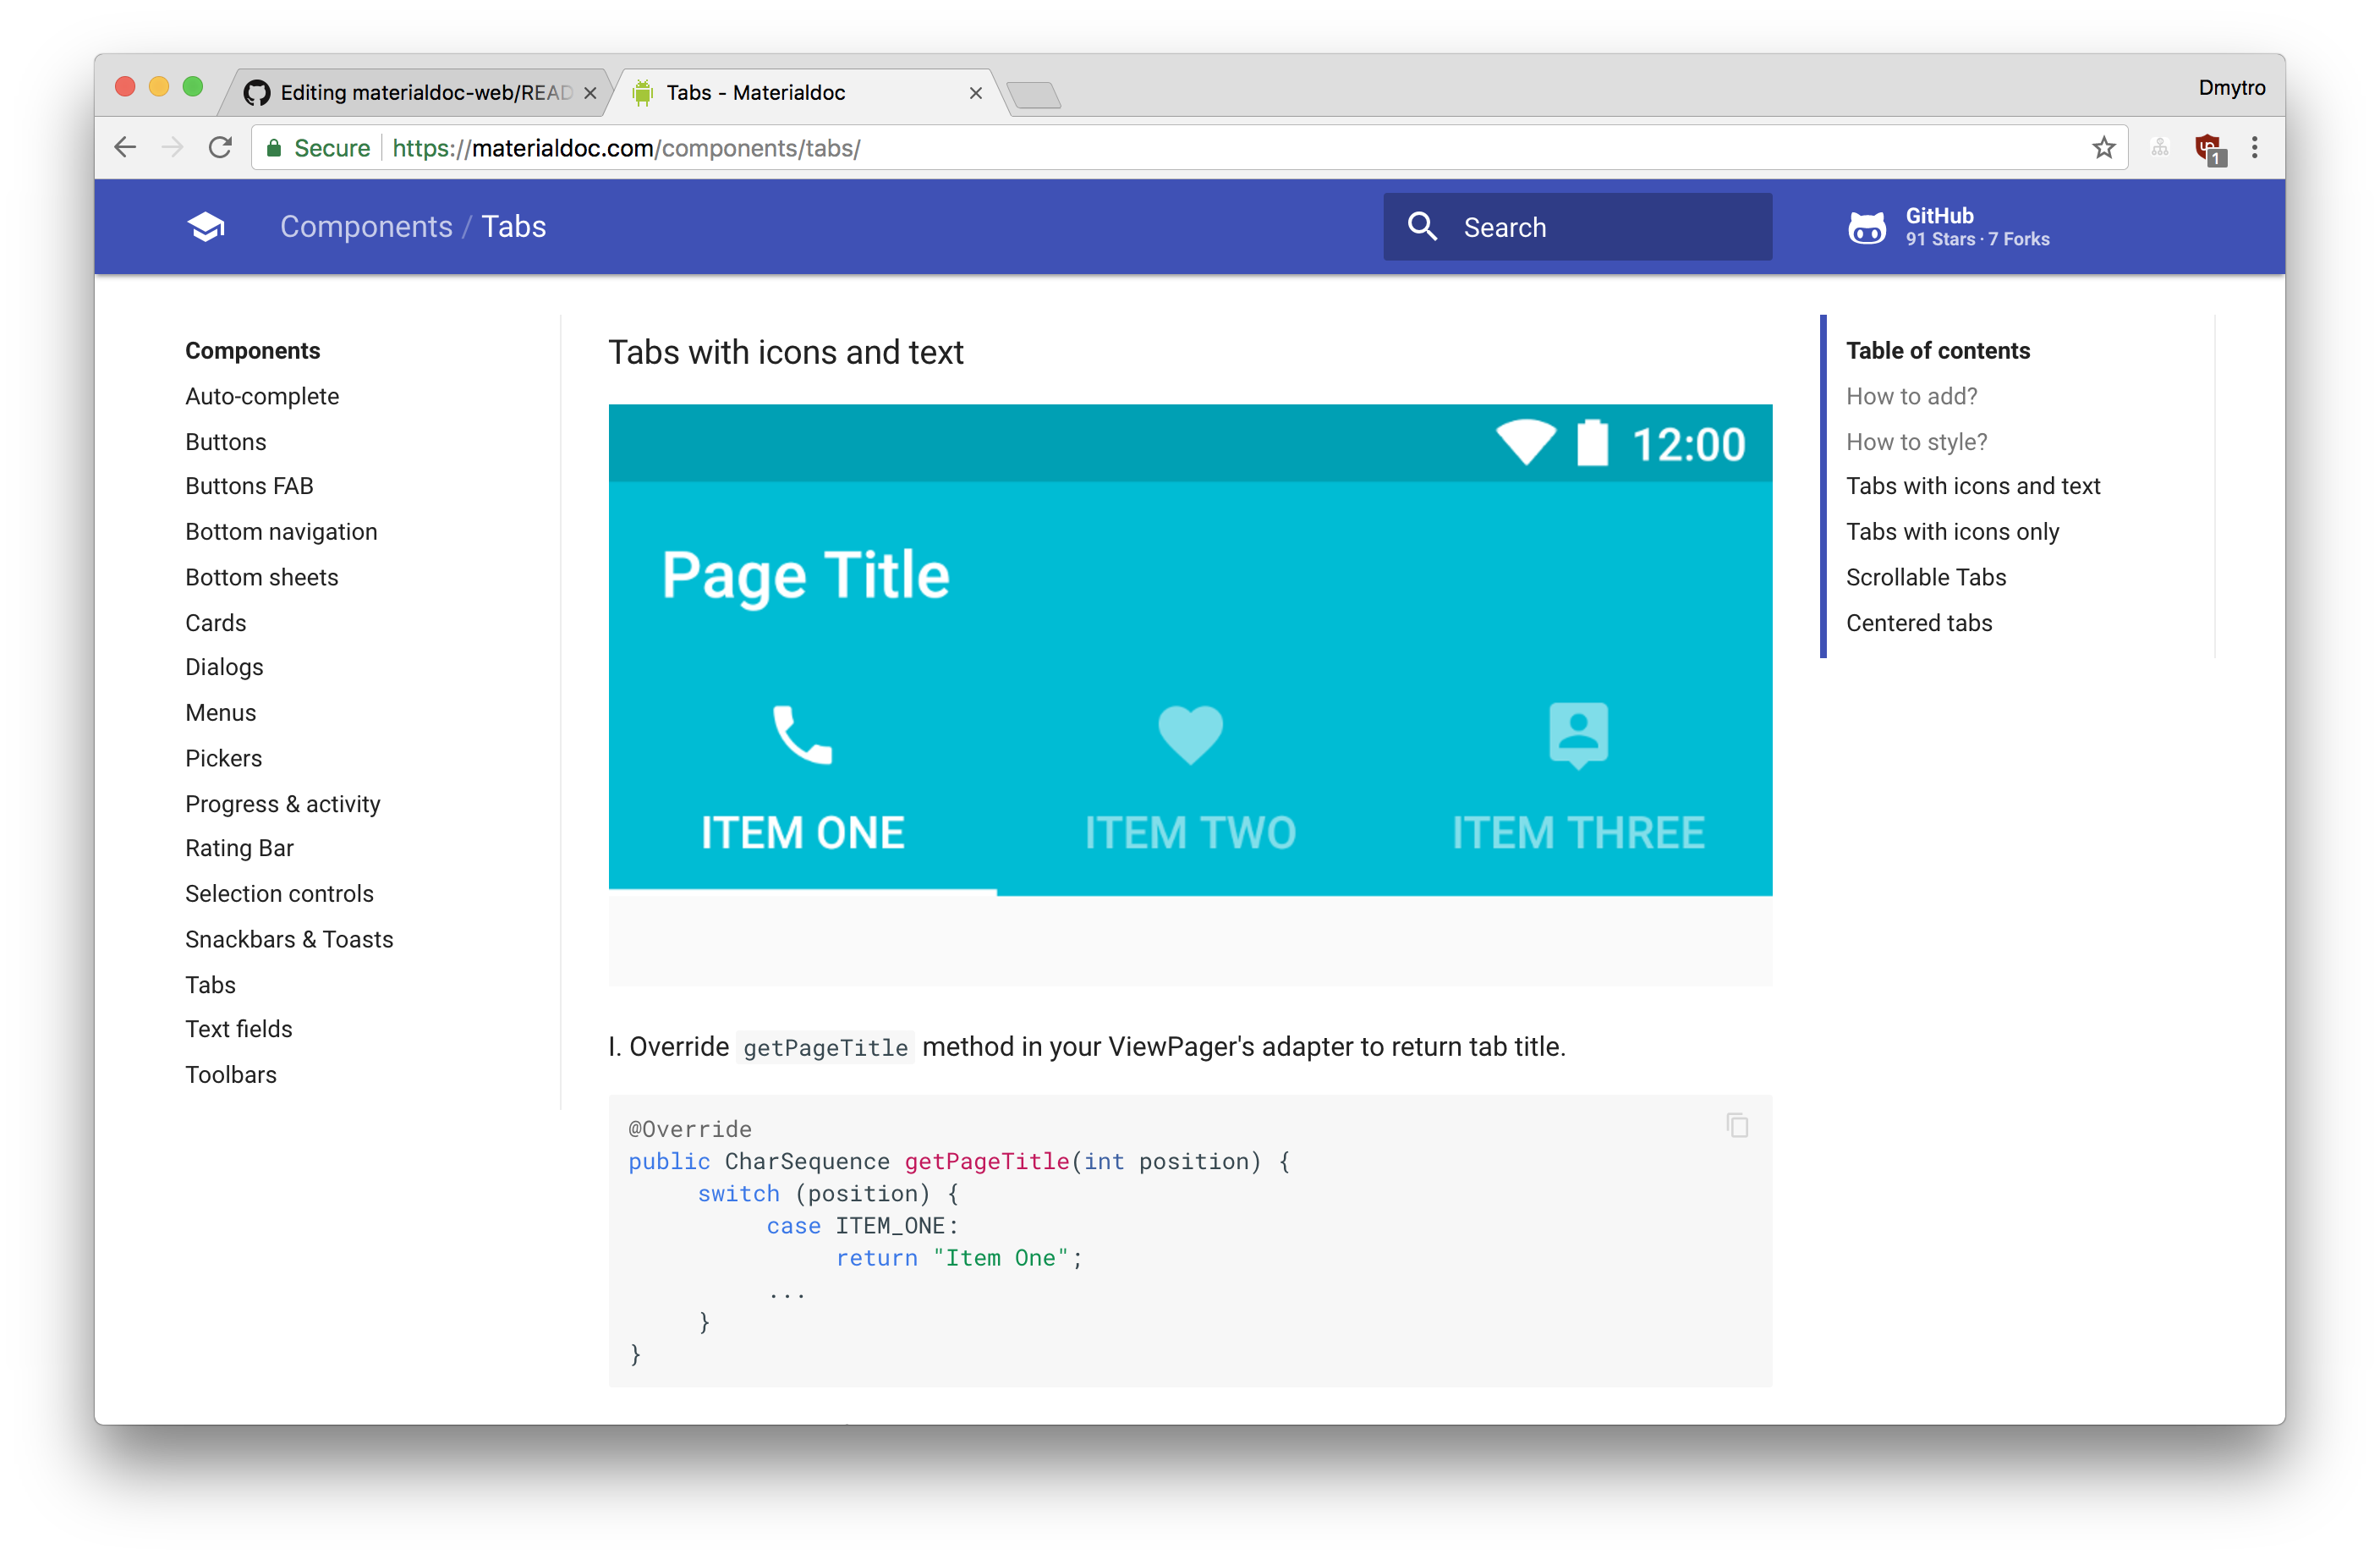 Editing materialdoc-web/READ
Tabs - Materialdoc
Dmytro
Secure
https://materialdoc.com/components/tabs/
1
Components / Tabs
Search
GitHub
91 Stars · 7 Forks
Components
Auto-complete
Buttons
Buttons FAB
Bottom navigation
Bottom sheets
Cards
Dialogs
Menus
Pickers
Progress & activity
Rating Bar
Selection controls
Snackbars & Toasts
Tabs
Text fields
Toolbars
Tabs with icons and text
12:00
Page Title
ITEM ONE
ITEM TWO
ITEM THREE
I. Override getPageTitle method in your ViewPager's adapter to return tab title.
@Override
public CharSequence getPageTitle(int position) {
switch (position) {
case ITEM_ONE:
return "Item One";
...
}
}
Table of contents
How to add?
How to style?
Tabs with icons and text
Tabs with icons only
Scrollable Tabs
Centered tabs